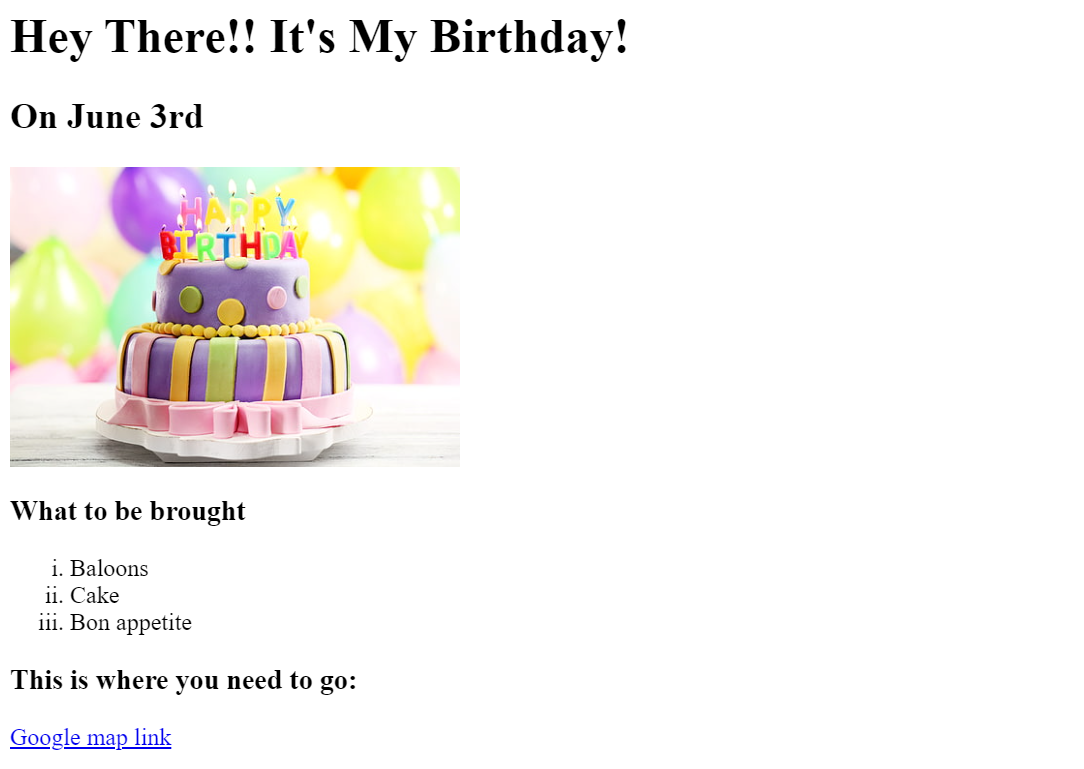 Hey There!! It's My Birthday!
On June 3rd
HAPPY
BIRTHDAY
What to be brought
i. Baloons
ii. Cake
iii. Bon appetite
This is where you need to go:
Google map link